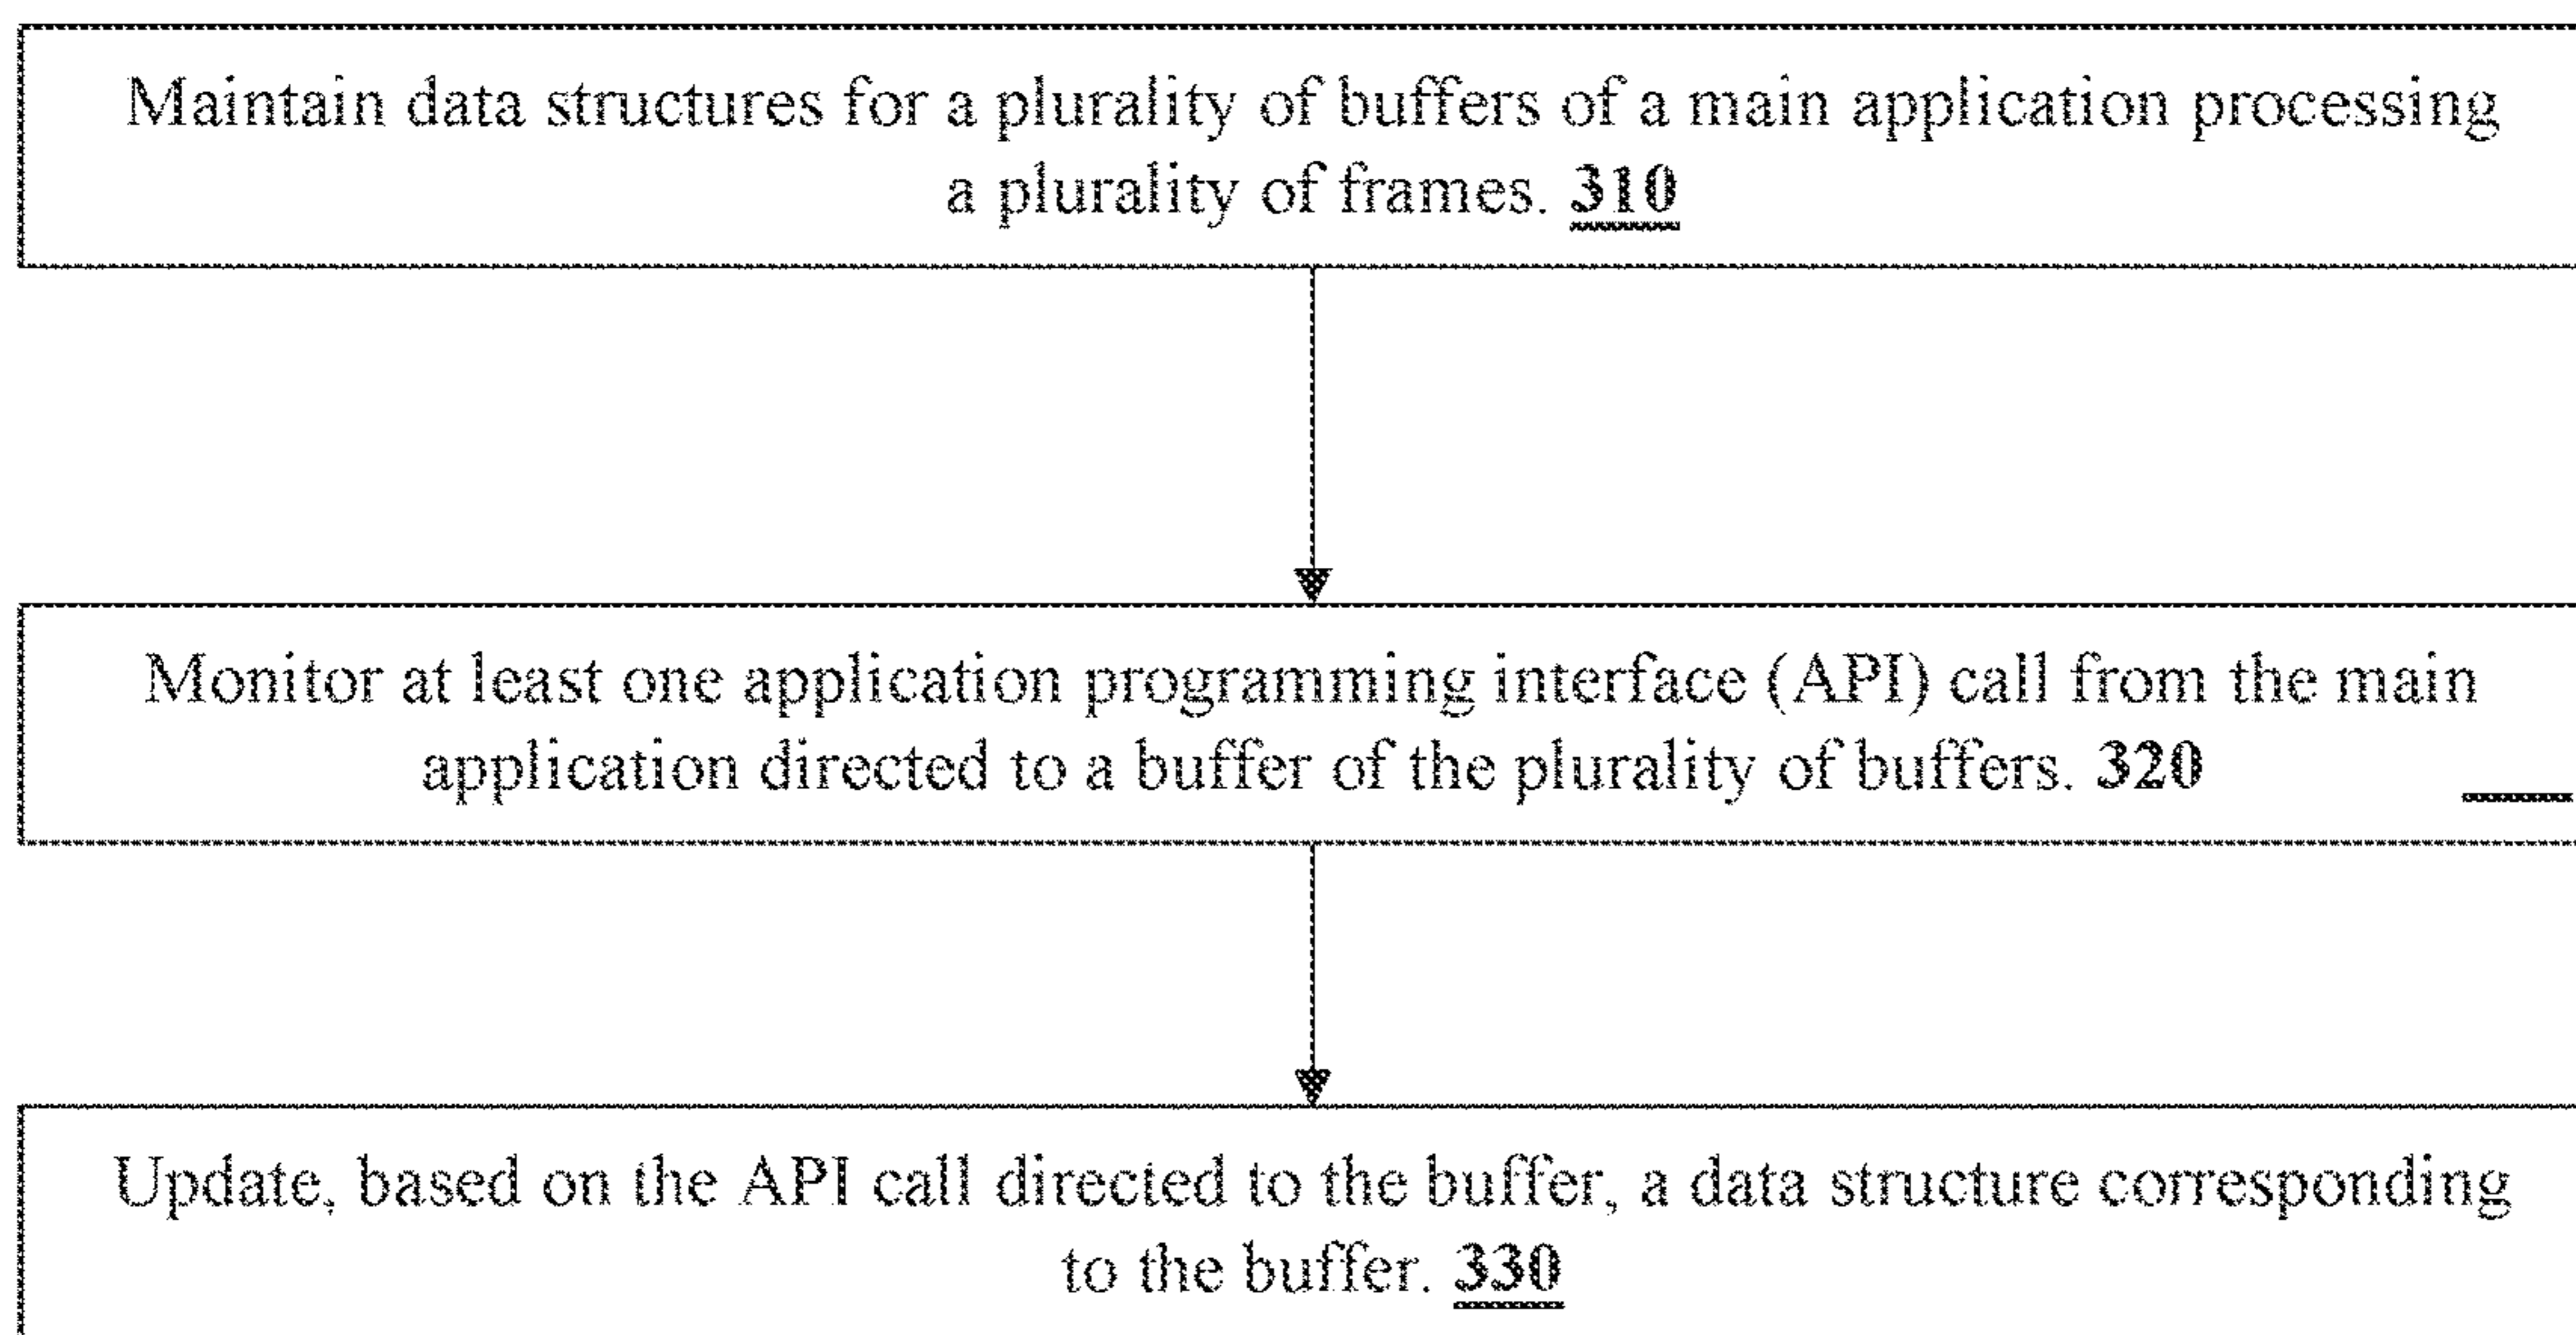 Maintain data structures for a plurality of buffers of a main application processing
a plurality of frames. 310
Monitor at least one application programming interface (API) call from the main
application directed to a buffer of the plurality of buffers. 320
Update, based on the API call directed to the buffer, a data structure corresponding
to the buffer. 330